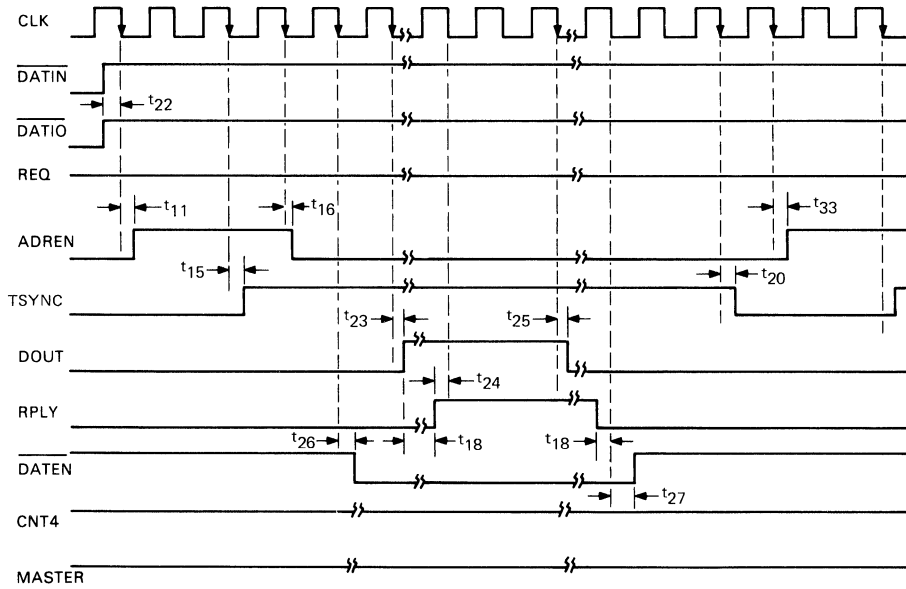 CLK
DATIN
t22
DATIO
REQ
t11
t16
t33
ADREN
t15
t20
TSYNC
t23
t25
DOUT
t24
RPLY
t26
t18
t18
DATEN
t27
CNT4
MASTER